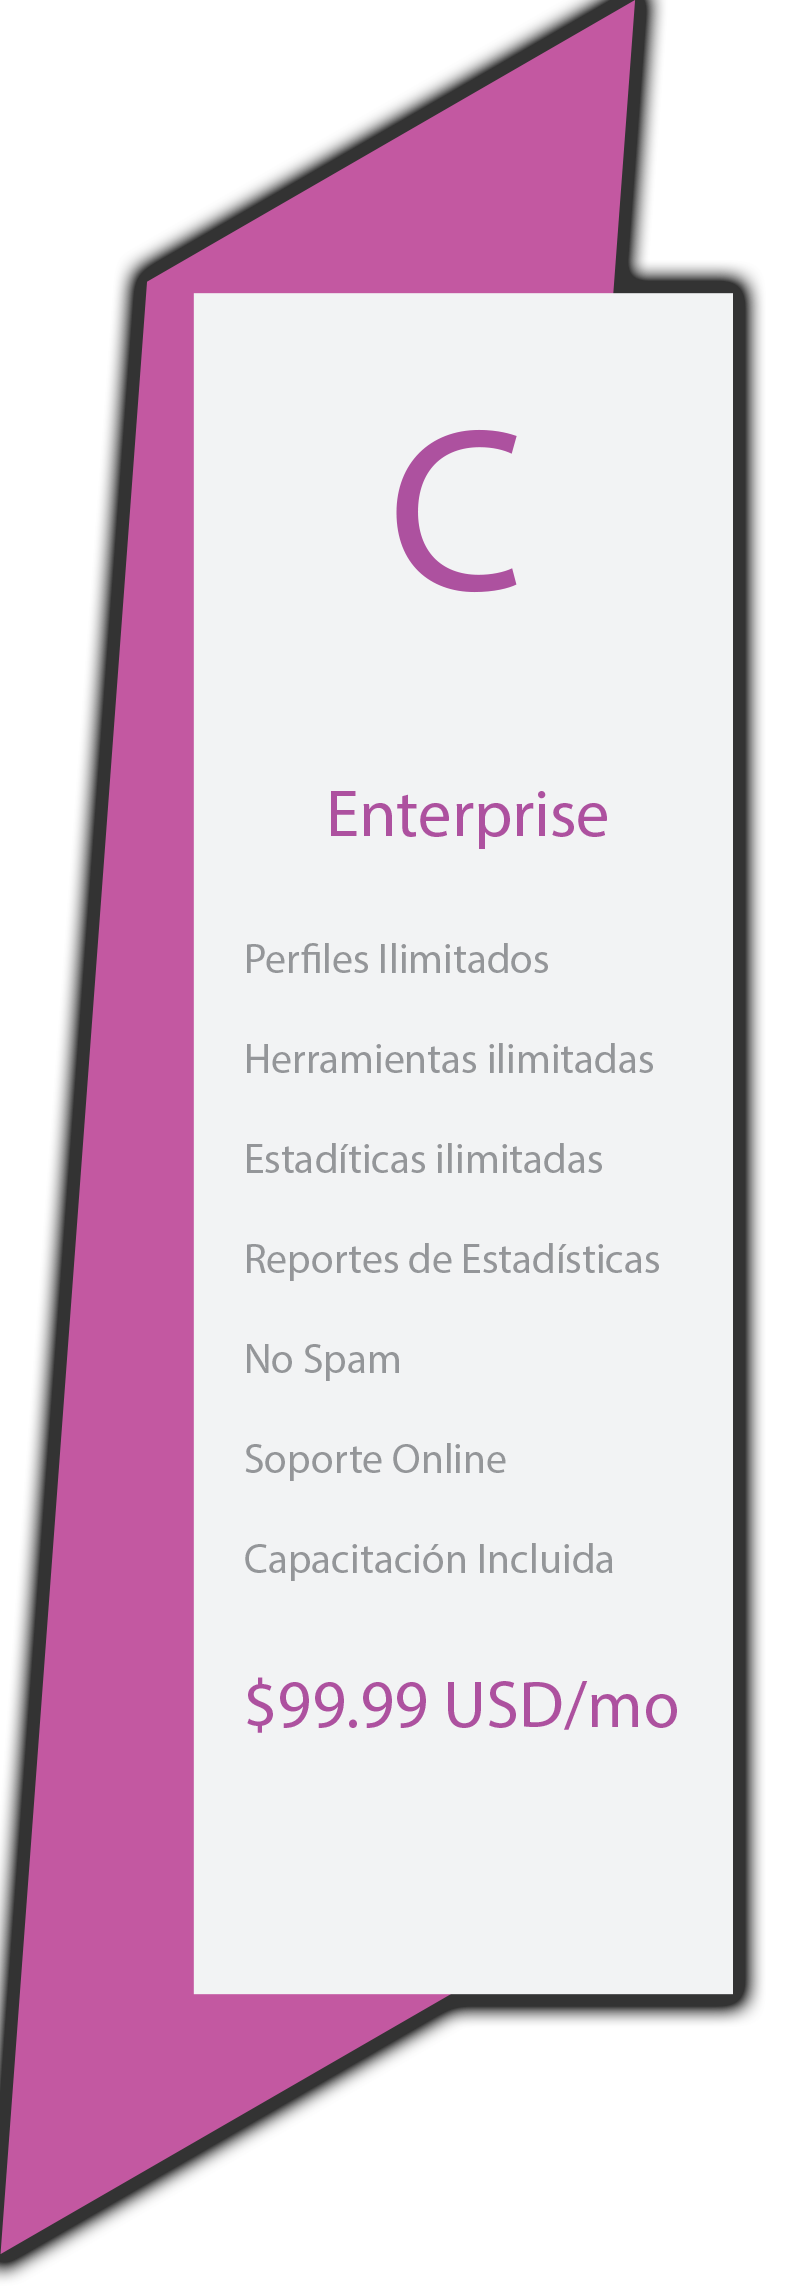 C
Enterprise
Perfiles Ilimitados
Herramientas ilimitadas
Estadíticas ilimitadas
Reportes de Estadísticas
No Spam
Soporte Online
Capacitación Incluida
$99.99 USD/mo